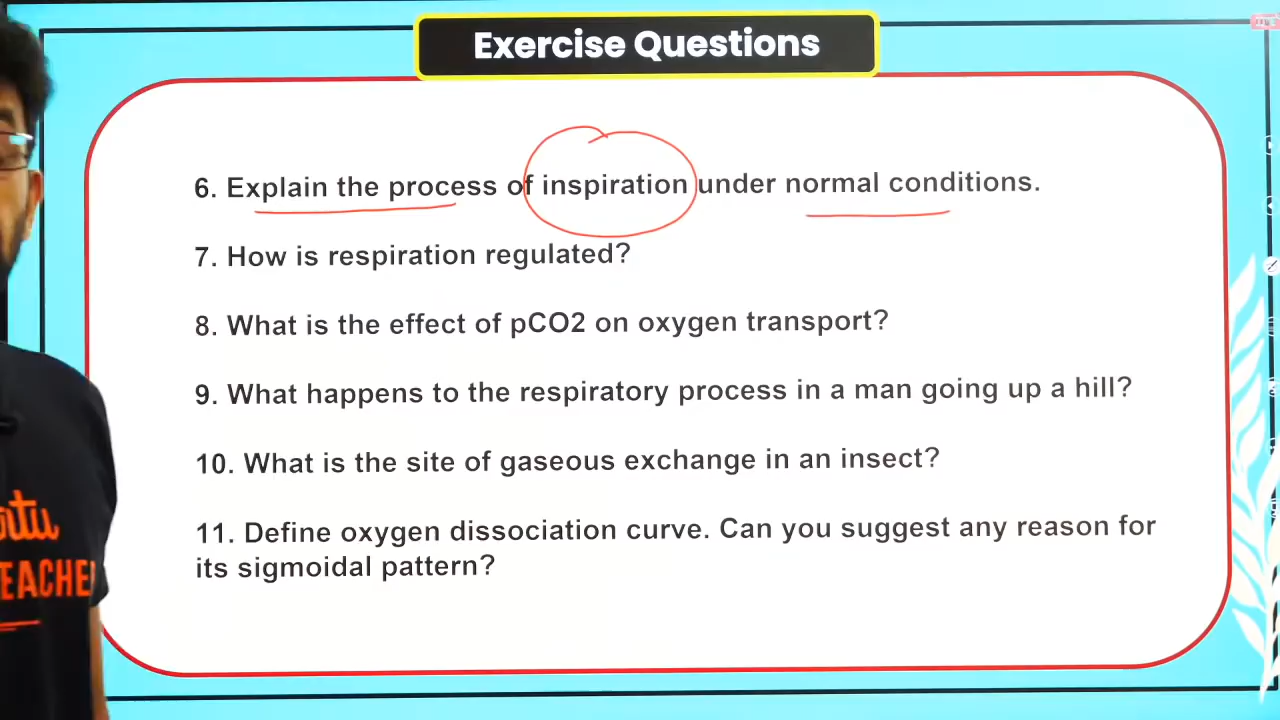 Exercise Questions
6. Explain the process of inspiration under normal conditions.
7. How is respiration regulated?
8. What is the effect of pCO2 on oxygen transport?
9. What happens to the respiratory process in a man going up a hill?
10. What is the site of gaseous exchange in an insect?
11. Define oxygen dissociation curve. Can you suggest any reason for
its sigmoidal pattern?